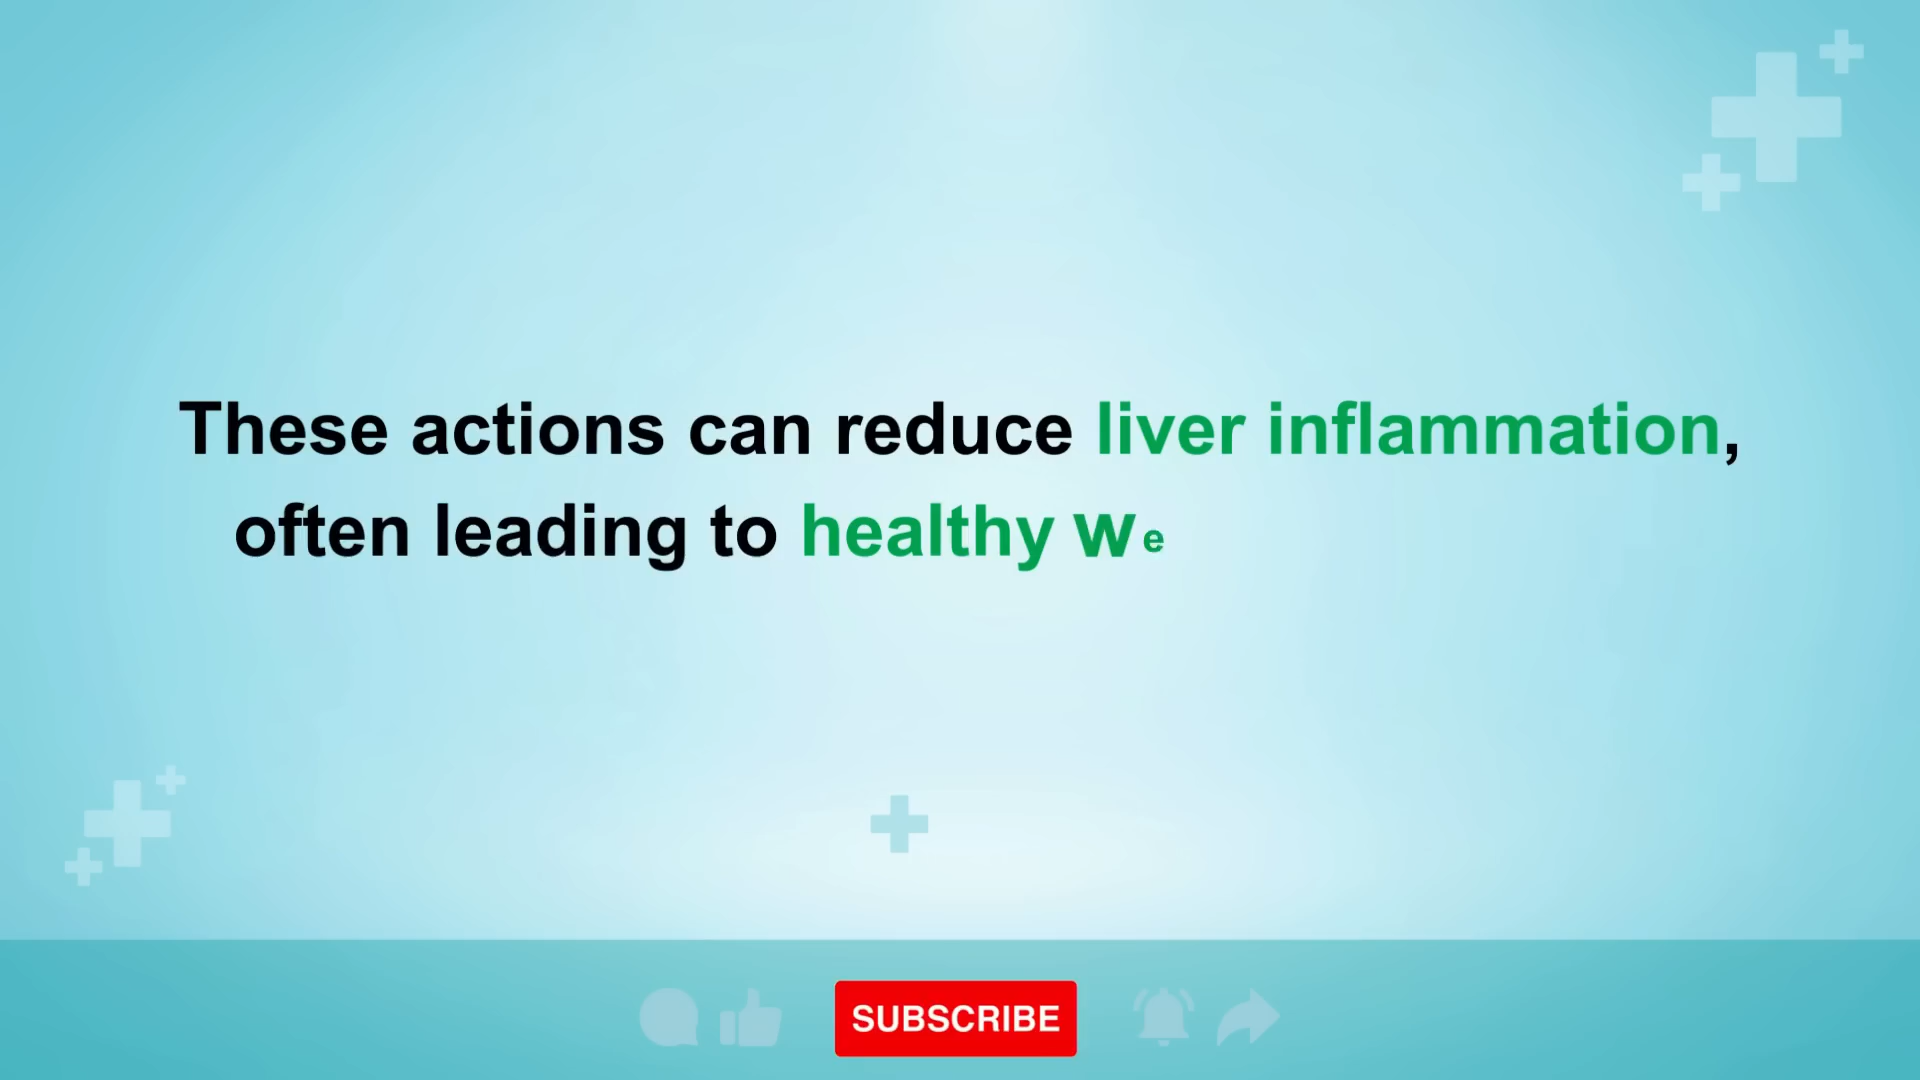 These actions can reduce liver inflammation,
often leading to healthy we
SUBSCRIBE